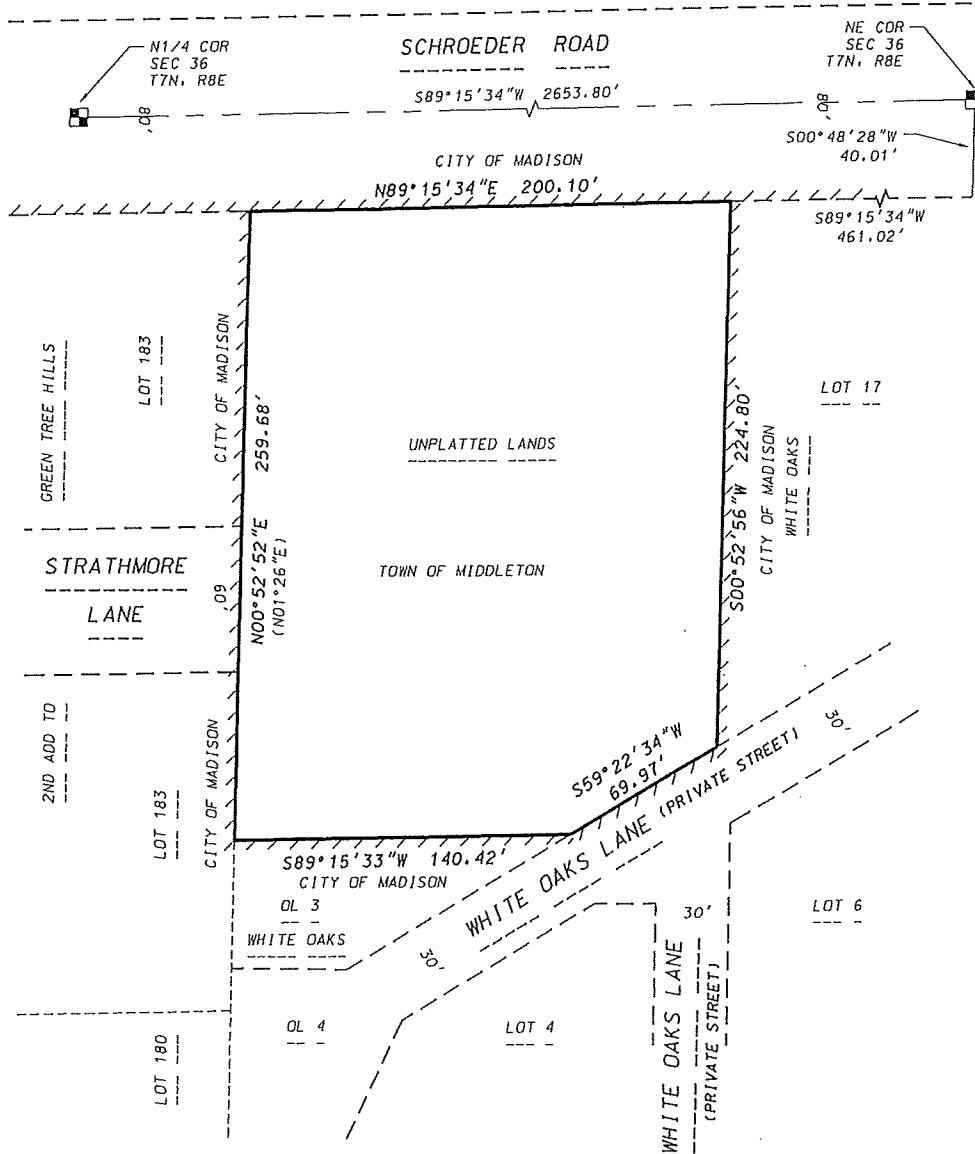 N1/4 COR
SEC 36
T7N, R8E
SCHROEDER ROAD
NE COR
SEC 36
T7N, R8E
S89°15'34"W 2653.80'
80'
80'
S00°48'28"W
40.01'
CITY OF MADISON
N89°15'34"E 200.10'
S89°15'34"W
461.02'
GREEN TREE HILLS
LOT 183
CITY OF MADISON
259.68'
UNPLATTED LANDS
S00°52'56"W 224.80'
CITY OF MADISON
WHITE OAKS
LOT 17
STRATHMORE
LANE
60'
N00°52'52"E
(N01°26"E)
TOWN OF MIDDLETON
2ND ADD TO
LOT 183
CITY OF MADISON
S59°22'34"W
69.97'
30'
WHITE OAKS LANE (PRIVATE STREET)
30'
S89°15'33"W 140.42'
CITY OF MADISON
OL 3
WHITE OAKS
30'
LOT 6
OL 4
LOT 4
LOT 180
WHITE OAKS LANE
(PRIVATE STREET)